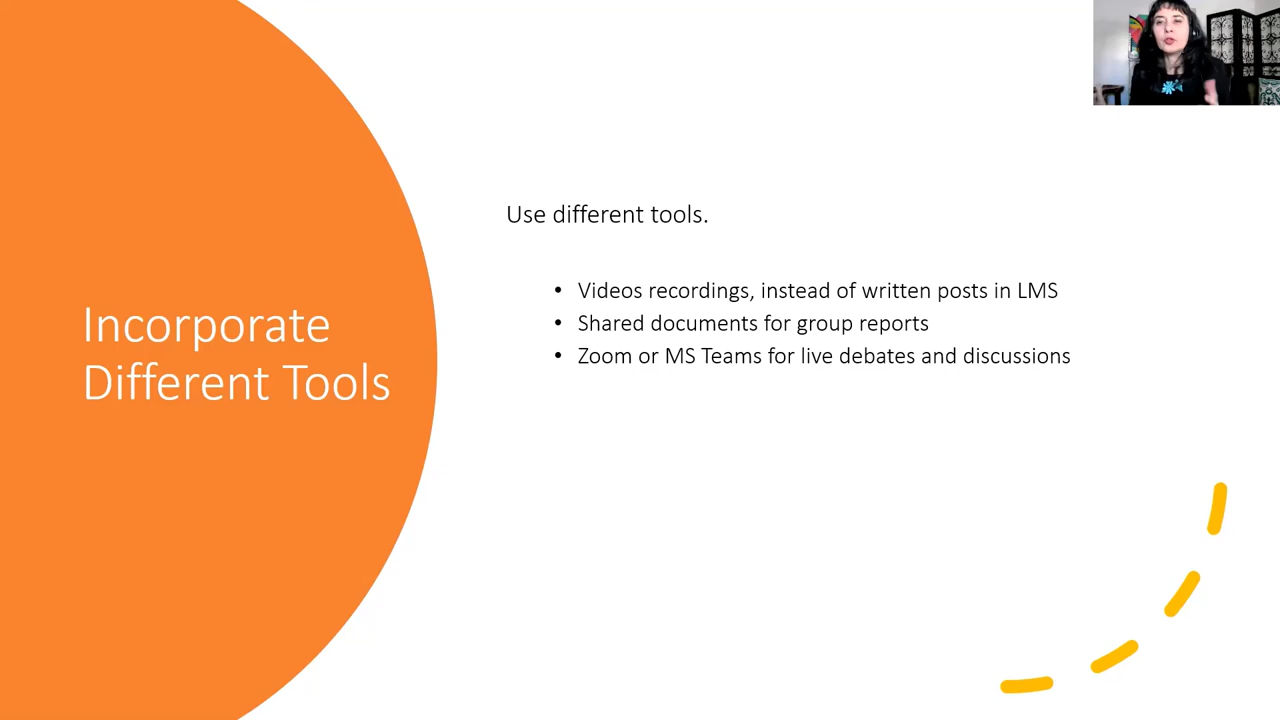 Incorporate
Different Tools
Use different tools.
• Videos recordings, instead of written posts in LMS
• Shared documents for group reports
• Zoom or MS Teams for live debates and discussions